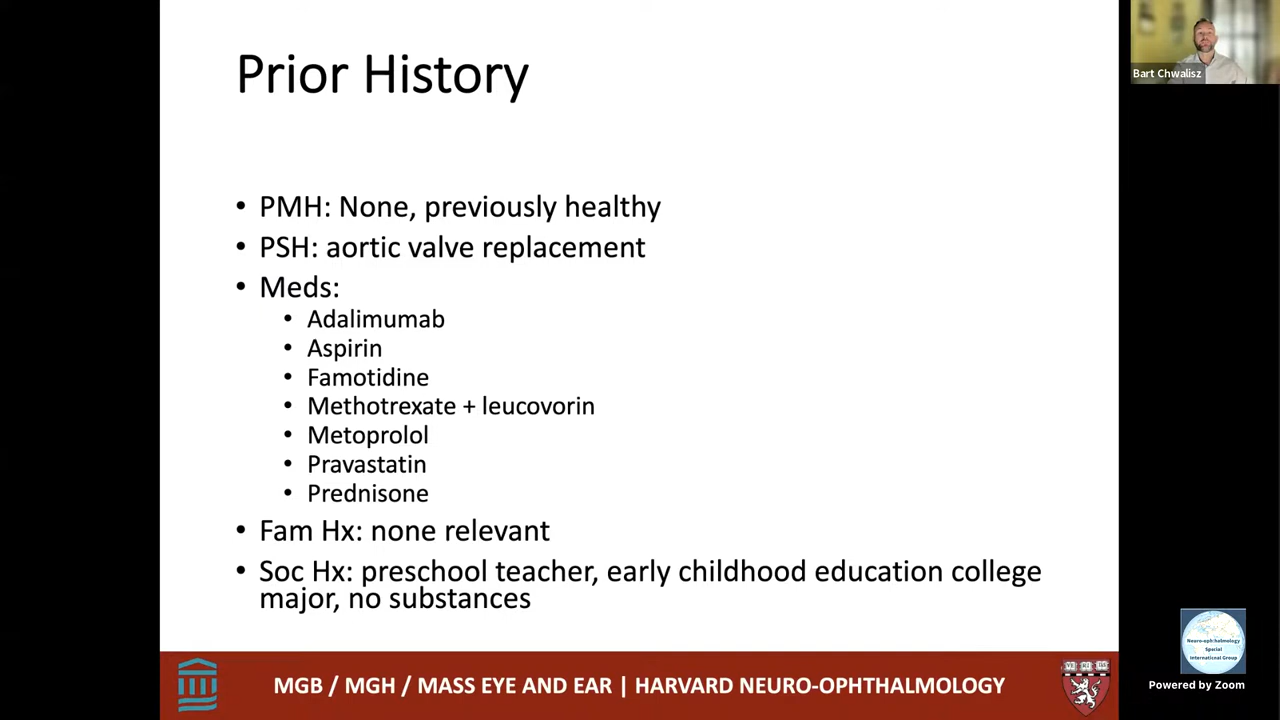 Prior History
• PMH: None, previously healthy
• PSH: aortic valve replacement
• Meds:
• Adalimumab
• Aspirin
• Famotidine
• Methotrexate + leucovorin
• Metoprolol
• Pravastatin
• Prednisone
• Fam Hx: none relevant
• Soc Hx: preschool teacher, early childhood education college
major, no substances
MGB / MGH / MASS EYE AND EAR | HARVARD NEURO-OPHTHALMOLOGY
Bart Chwalisz
Neuro-ophthalmology
Special
International Group
Powered by Zoom